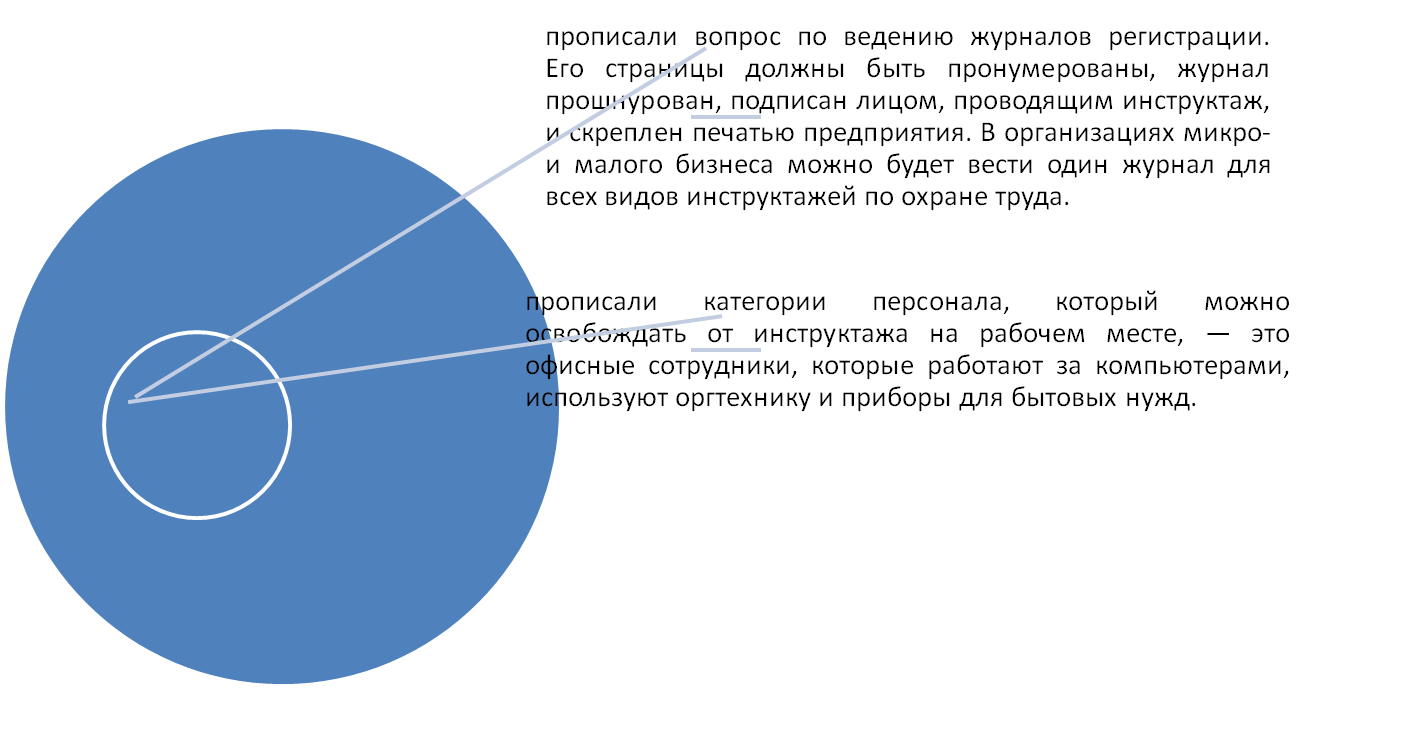 прописали вопрос по ведению журналов регистрации.
Его страницы должны быть пронумерованы, журнал
прошнурован, подписан лицом, проводящим инструктаж,
и скреплен печатью предприятия. В организациях микро-
и малого бизнеса можно будет вести один журнал для
всех видов инструктажей по охране труда.
прописали категории персонала, который можно
освобождать от инструктажа на рабочем месте, — это
офисные сотрудники, которые работают за компьютерами,
используют оргтехнику и приборы для бытовых нужд.